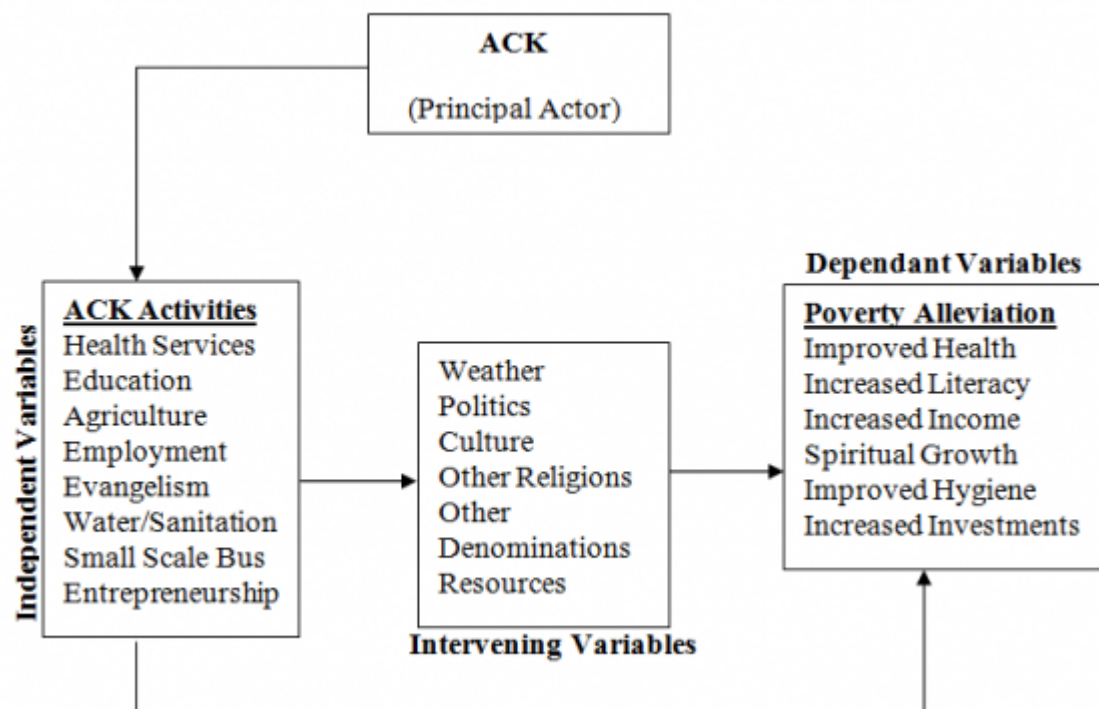 ACK
(Principal Actor)
Independent Variables
ACK Activities
Health Services
Education
Agriculture
Employment
Evangelism
Water/Sanitation
Small Scale Bus
Entrepreneurship
Weather
Politics
Culture
Other Religions
Other
Denominations
Resources
Intervening Variables
Dependant Variables
Poverty Alleviation
Improved Health
Increased Literacy
Increased Income
Spiritual Growth
Improved Hygiene
Increased Investments